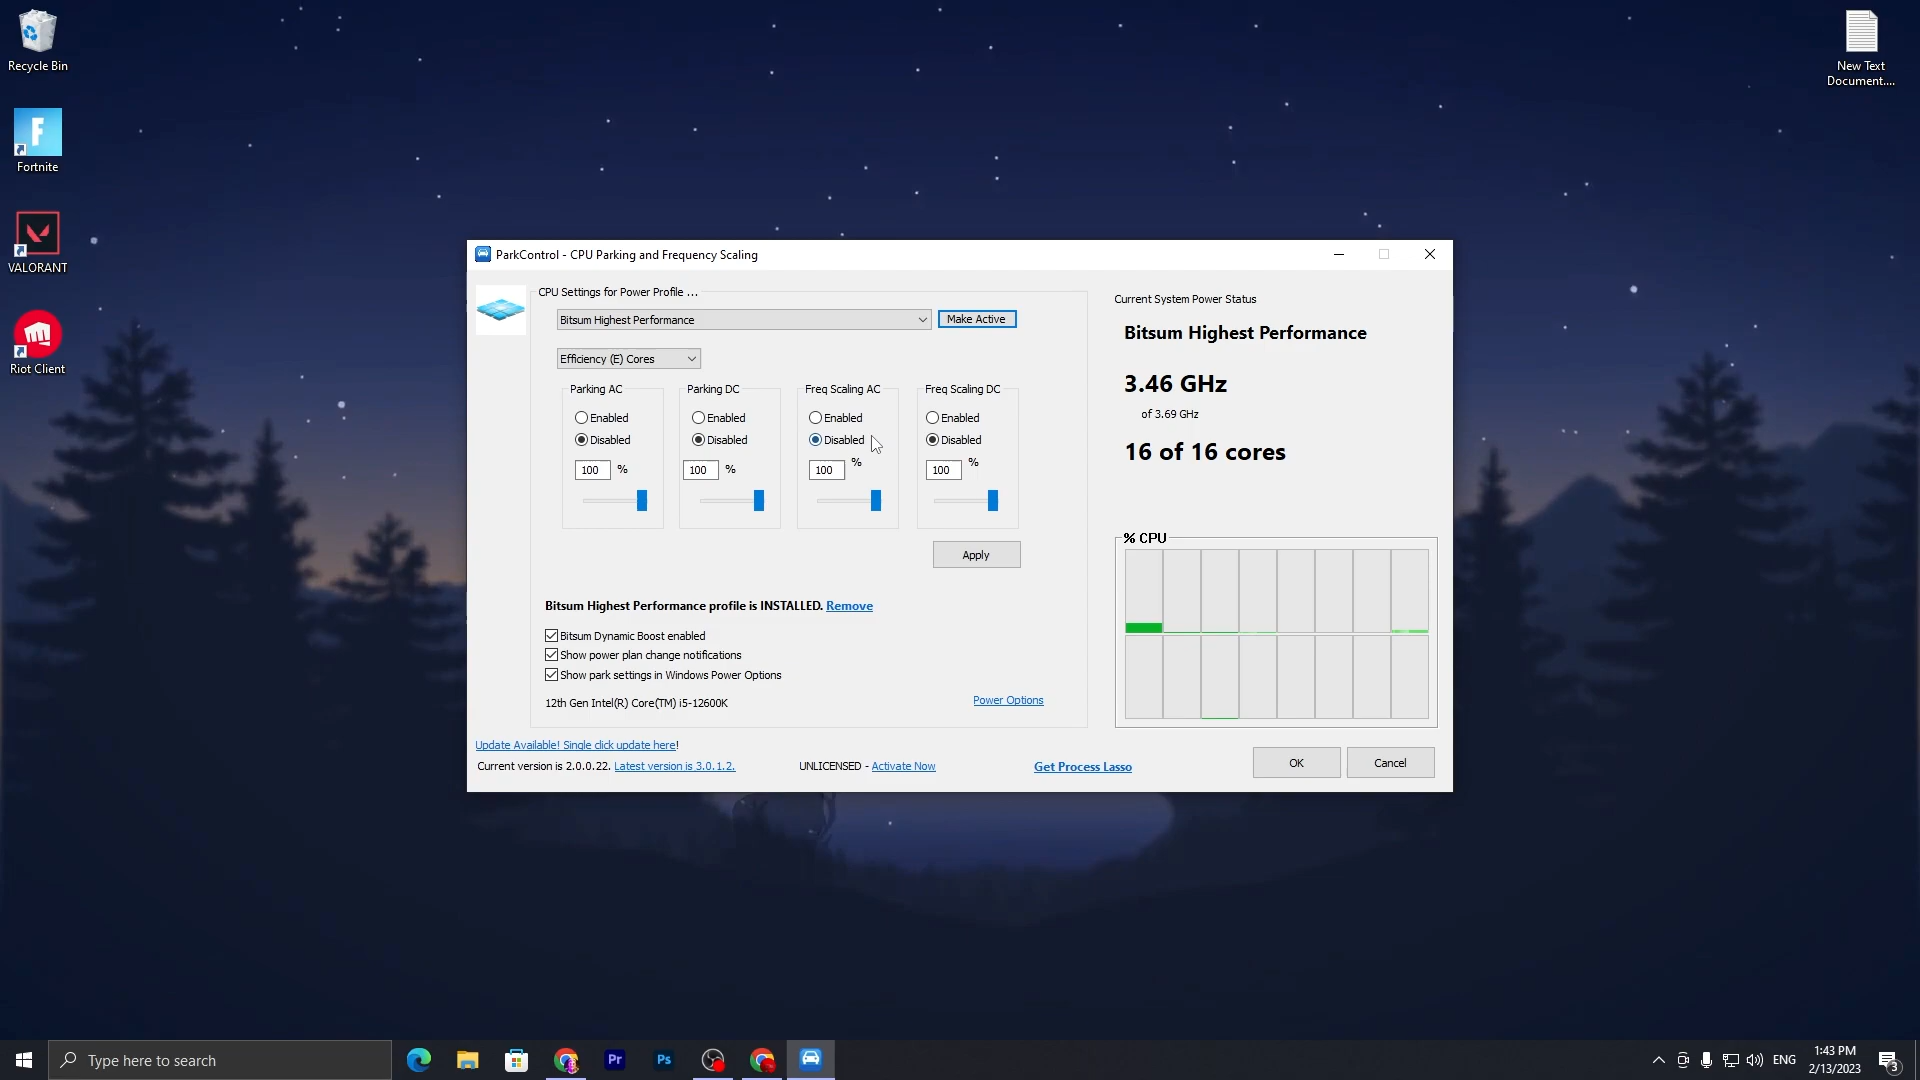 Recycle Bin
Fortnite
VALORANT
Riot Client
New Text
Document....
ParkControl - CPU Parking and Frequency Scaling
CPU Settings for Power Profile ...
Bitsum Highest Performance
Make Active
Efficiency (E) Cores
Parking AC
Enabled
Disabled
100 %
Parking DC
Enabled
Disabled
100 %
Freq Scaling AC
Enabled
Disabled
100 %
Freq Scaling DC
Enabled
Disabled
100 %
Apply
Bitsum Highest Performance profile is INSTALLED. Remove
Bitsum Dynamic Boost enabled
Show power plan change notifications
Show park settings in Windows Power Options
12th Gen Intel(R) Core(TM) i5-12600K
Power Options
Current System Power Status
Bitsum Highest Performance
3.46 GHz
of 3.69 GHz
16 of 16 cores
% CPU
Update Available! Single click update here!
Current version is 2.0.0.22. Latest version is 3.0.1.2.
UNLICENSED - Activate Now
Get Process Lasso
OK
Cancel
Type here to search
Pr
Ps
ENG
1:43 PM
2/13/2023
3